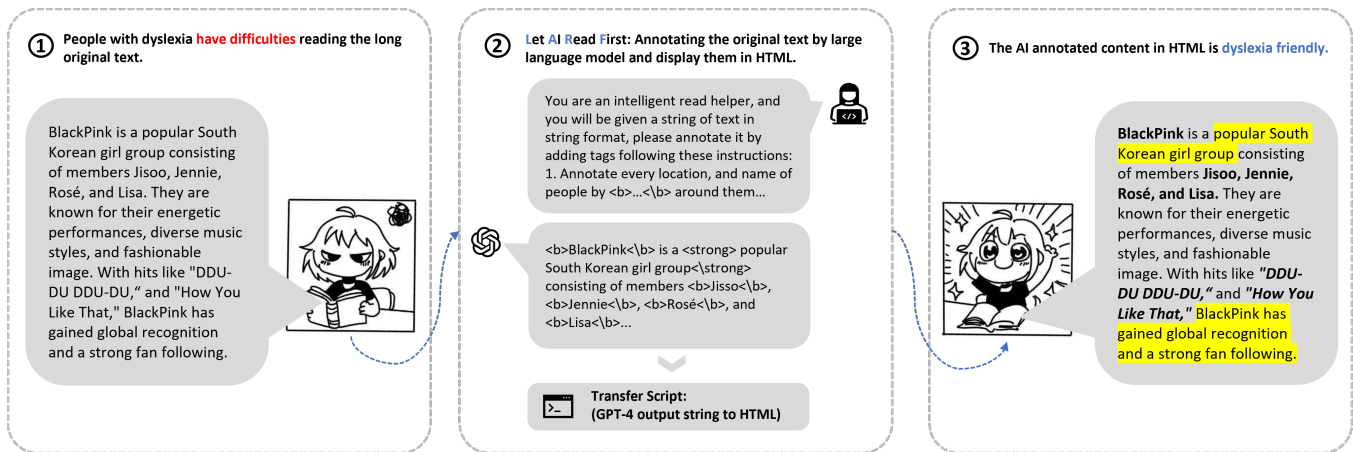 1 People with dyslexia have difficulties reading the long
original text.
BlackPink is a popular South
Korean girl group consisting
of members Jisoo, Jennie,
Rosé, and Lisa. They are
known for their energetic
performances, diverse music
styles, and fashionable
image. With hits like "DDU-
DU DDU-DU,“ and "How You
Like That," BlackPink has
gained global recognition
and a strong fan following.
2 Let AI Read First: Annotating the original text by large
language model and display them in HTML.
You are an intelligent read helper, and
you will be given a string of text in
string format, please annotate it by
adding tags following these instructions:
1. Annotate every location, and name of
people by <b>...<\b> around them...
</>
<b>BlackPink<\b> is a <strong> popular
South Korean girl group<\strong>
consisting of members <b>Jisso<\b>,
<b>Jennie<\b>, <b>Rosé<\b>, and
<b>Lisa<\b>...
>_
Transfer Script:
(GPT-4 output string to HTML)
3 The AI annotated content in HTML is dyslexia friendly.
BlackPink is a popular South
Korean girl group consisting
of members Jisoo, Jennie,
Rosé, and Lisa. They are
known for their energetic
performances, diverse music
styles, and fashionable
image. With hits like "DDU-
DU DDU-DU,“ and "How You
Like That," BlackPink has
gained global recognition
and a strong fan following.